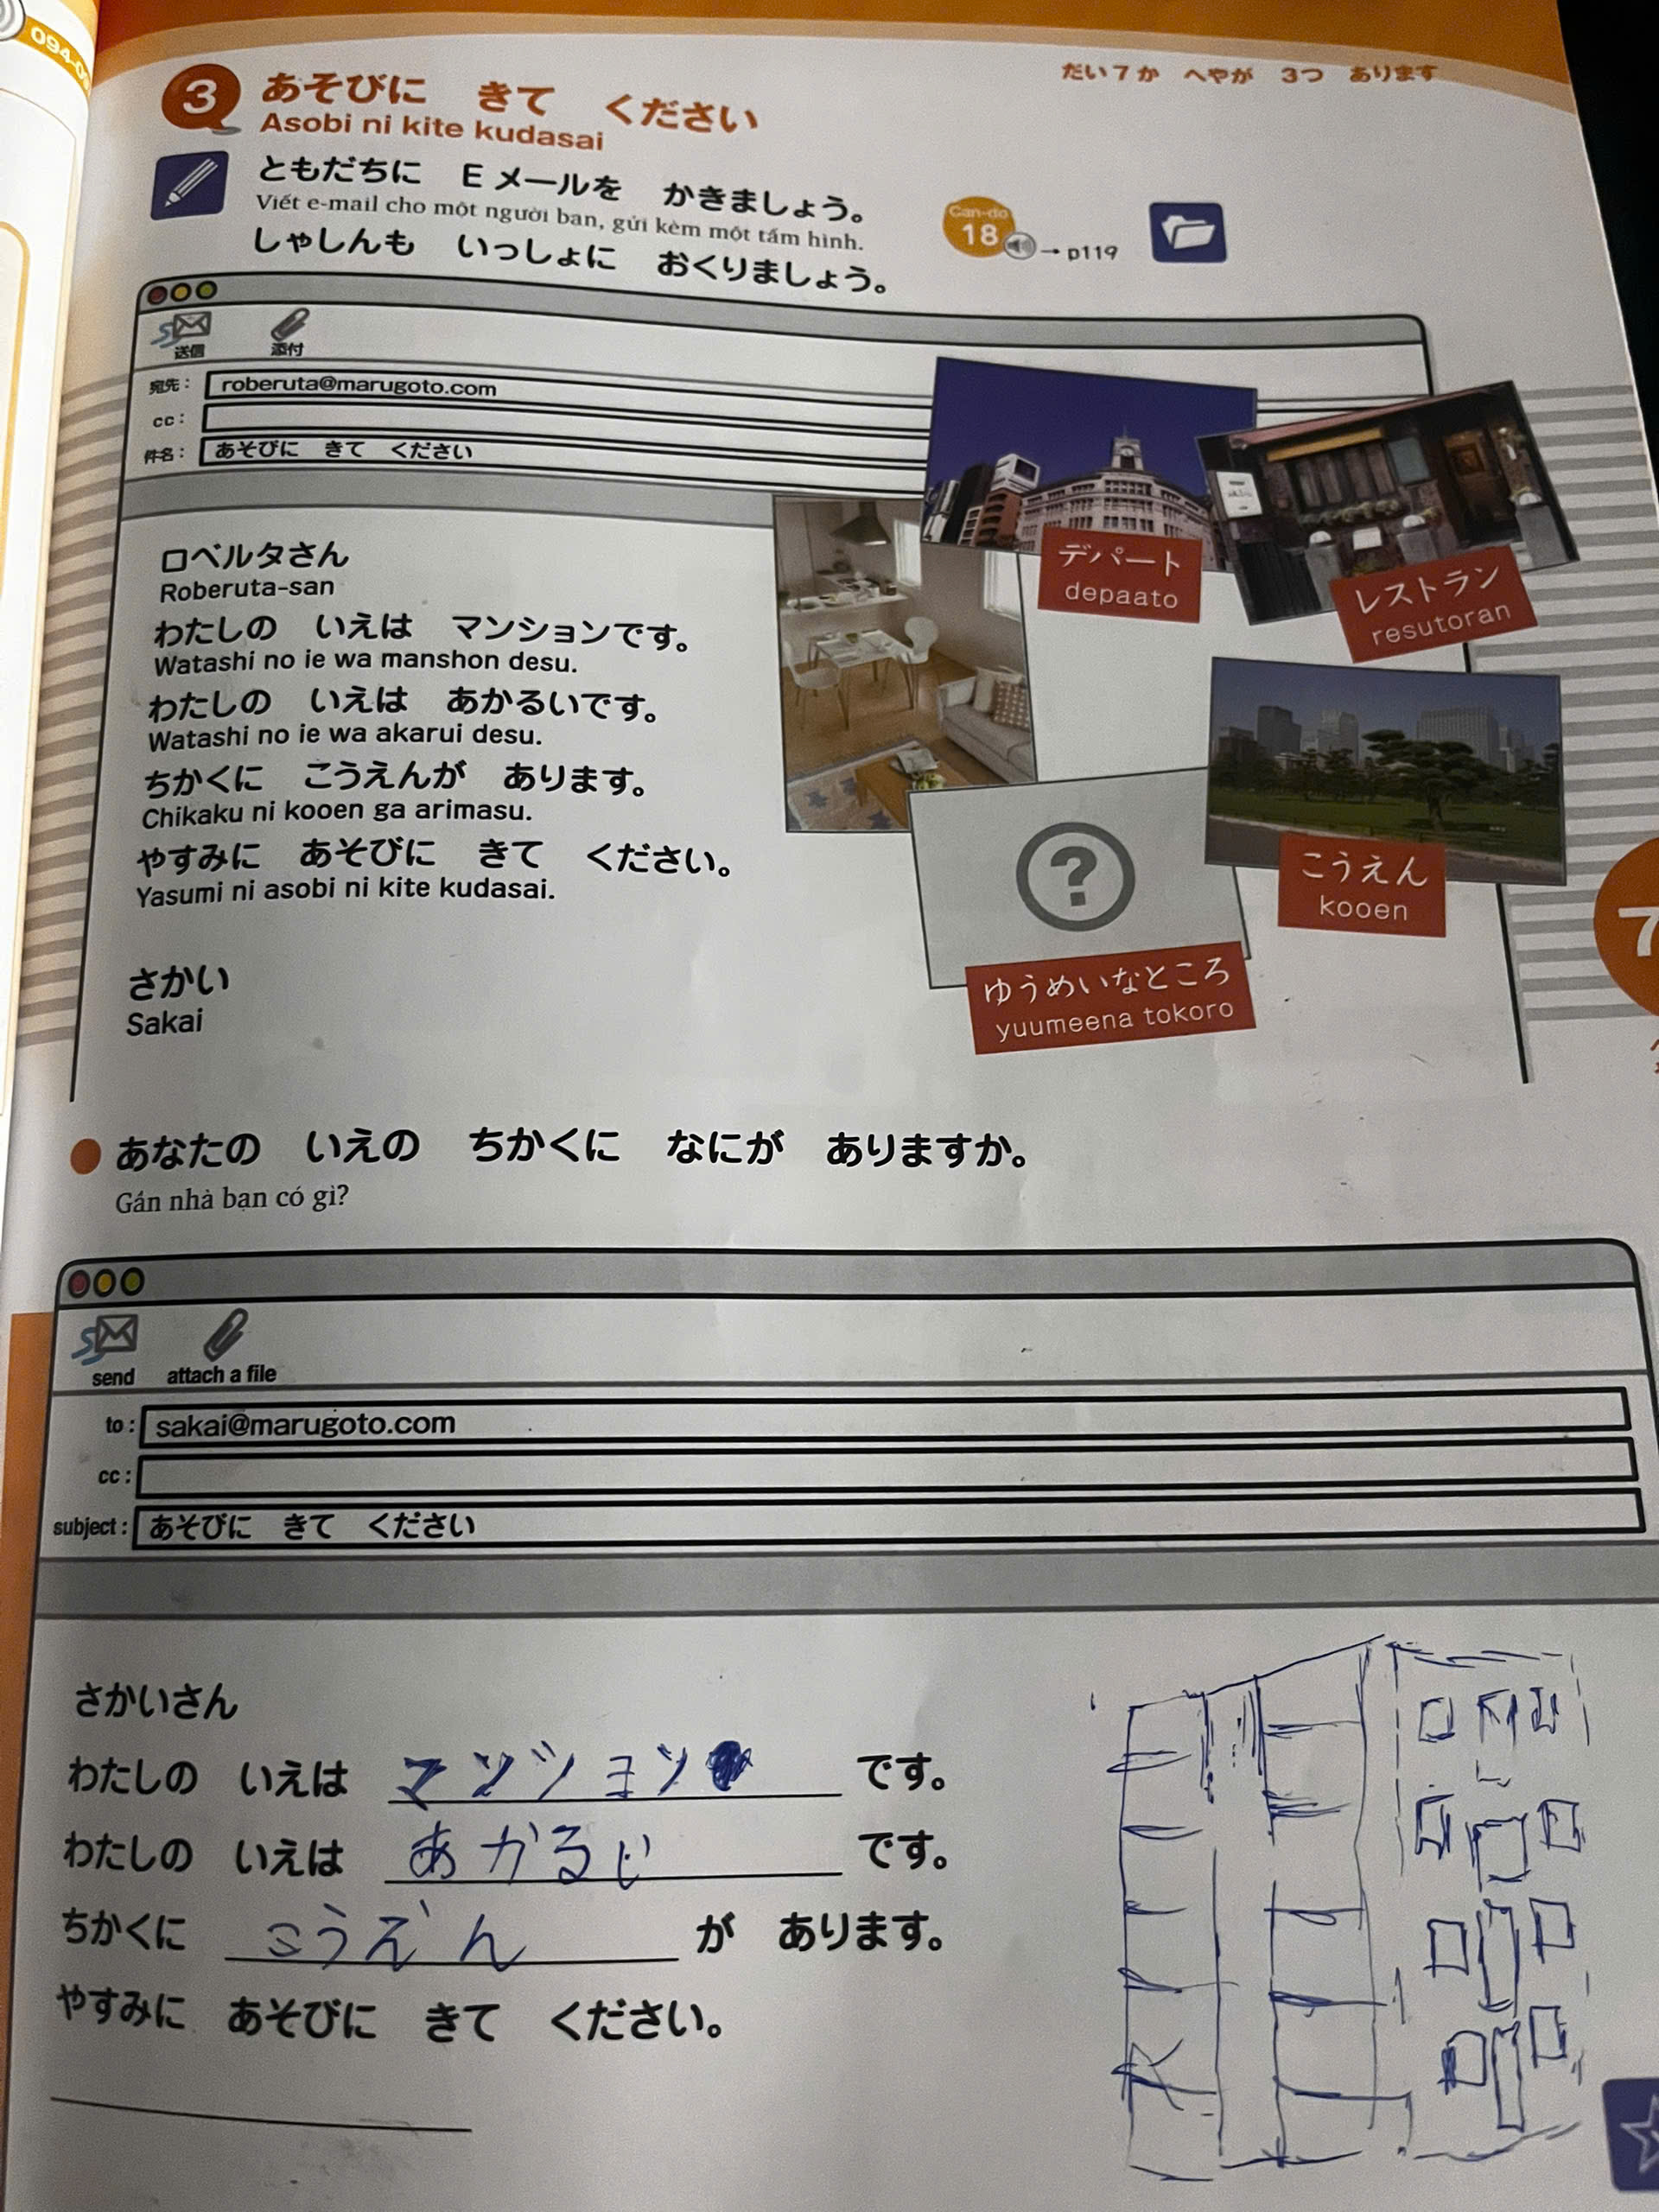 094-0
だい7か へやが 3つ あります
3 あそびに きて ください
Asobi ni kite kudasai
ともだちに Eメールを かきましょう。
Viết e-mail cho một người bạn, gửi kèm một tấm hình.
しゃしんも いっしょに おくりましょう。
Can-do
18 → p119
送信 添付
宛先: roberuta@marugoto.com
cc:
件名: あそびに きて ください
ロベルタさん
Roberuta-san
わたしの いえは マンションです。
Watashi no ie wa manshon desu.
わたしの いえは あかるいです。
Watashi no ie wa akarui desu.
ちかくに こうえんが あります。
Chikaku ni kooen ga arimasu.
やすみに あそびに きて ください。
Yasumi ni asobi ni kite kudasai.
さかい
Sakai
デパート
depaato
レストラン
resutoran
こうえん
kooen
?
ゆうめいなところ
yuumeena tokoro
7
あなたの いえの ちかくに なにが ありますか。
Gần nhà bạn có gì?
send attach a file
to: sakai@marugoto.com
cc:
subject: あそびに きて ください
さかいさん
わたしの いえは マンション です。
わたしの いえは あかるい です。
ちかくに こうえん が あります。
やすみに あそびに きて ください。